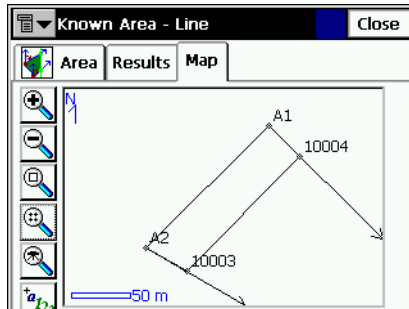 Known Area - Line Close
Area Results Map
N
A1
10004
A2
10003
50 m